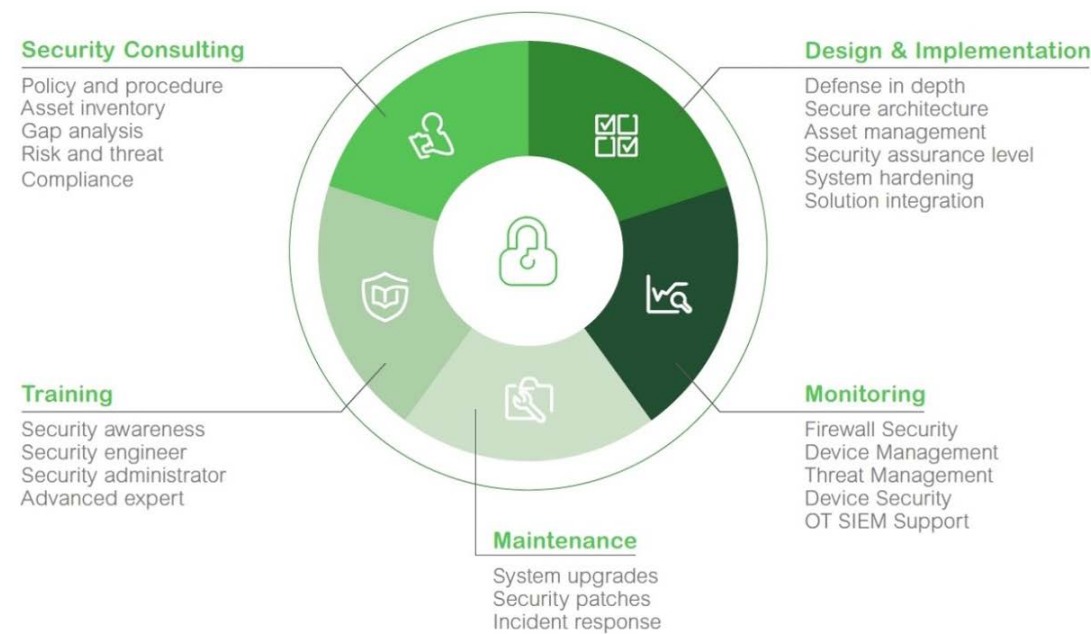 Security Consulting
Policy and procedure
Asset inventory
Gap analysis
Risk and threat
Compliance
Design & Implementation
Defense in depth
Secure architecture
Asset management
Security assurance level
System hardening
Solution integration
Training
Security awareness
Security engineer
Security administrator
Advanced expert
Monitoring
Firewall Security
Device Management
Threat Management
Device Security
OT SIEM Support
Maintenance
System upgrades
Security patches
Incident response